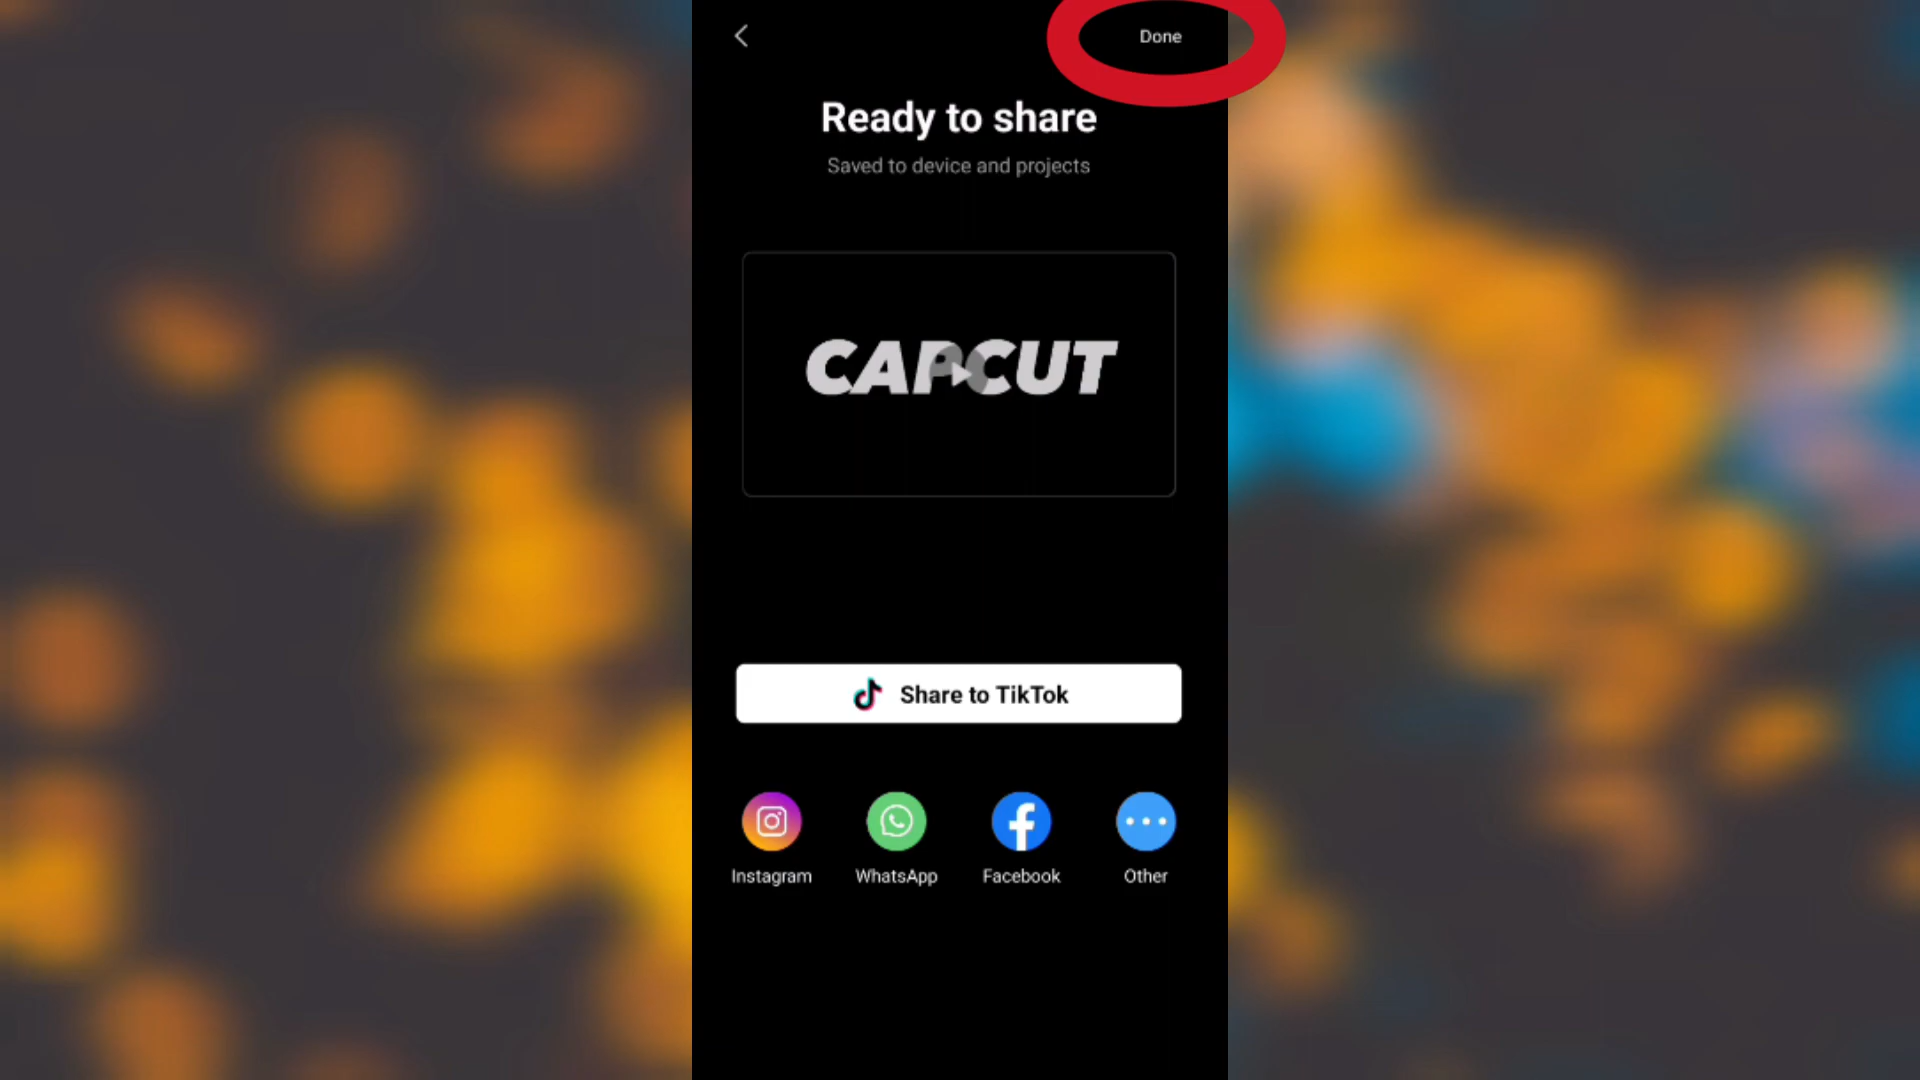 Done
Ready to share
Saved to device and projects
CAPCUT
Share to TikTok
Instagram
WhatsApp
Facebook
Other